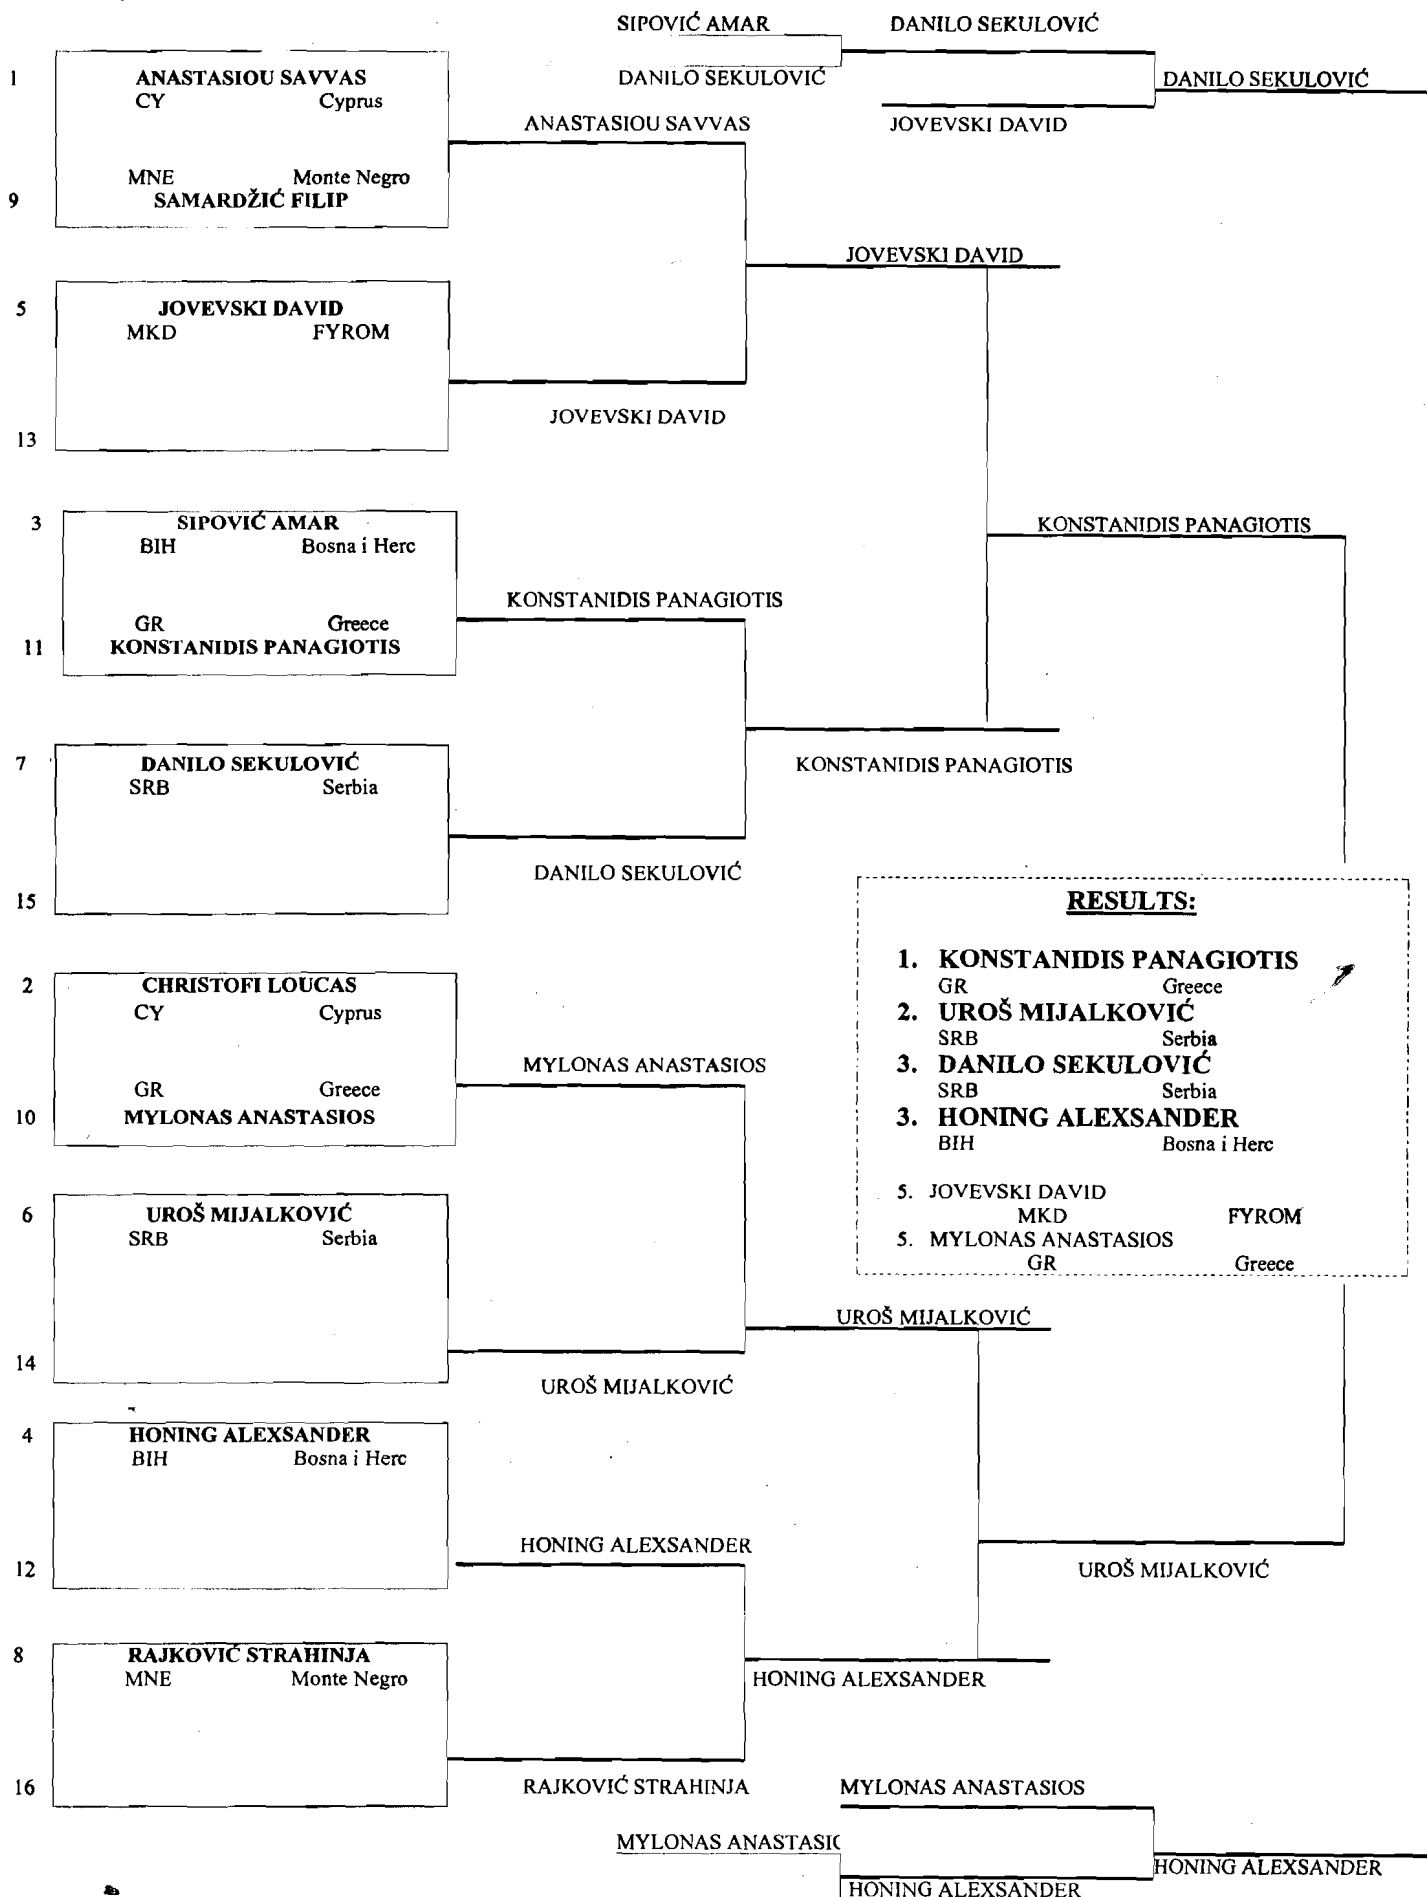 SIPOVIĆ AMAR
DANILO SEKULOVIĆ
DANILO SEKULOVIĆ
JOVEVSKI DAVID
DANILO SEKULOVIĆ
1
ANASTASIOU SAVVAS
CY Cyprus
MNE Monte Negro
9
SAMARDŽIĆ FILIP
ANASTASIOU SAVVAS
5
JOVEVSKI DAVID
MKD FYROM
13
JOVEVSKI DAVID
JOVEVSKI DAVID
3
SIPOVIĆ AMAR
BIH Bosna i Herc
GR Greece
11
KONSTANIDIS PANAGIOTIS
KONSTANIDIS PANAGIOTIS
7
DANILO SEKULOVIĆ
SRB Serbia
15
DANILO SEKULOVIĆ
KONSTANIDIS PANAGIOTIS
KONSTANIDIS PANAGIOTIS
RESULTS:
1. KONSTANIDIS PANAGIOTIS
GR Greece
2. UROŠ MIJALKOVIĆ
SRB Serbia
3. DANILO SEKULOVIĆ
SRB Serbia
3. HONING ALEXSANDER
BIH Bosna i Herc
5. JOVEVSKI DAVID
MKD FYROM
5. MYLONAS ANASTASIOS
GR Greece
2
CHRISTOFI LOUCAS
CY Cyprus
GR Greece
10
MYLONAS ANASTASIOS
MYLONAS ANASTASIOS
6
UROŠ MIJALKOVIĆ
SRB Serbia
14
UROŠ MIJALKOVIĆ
UROŠ MIJALKOVIĆ
4
HONING ALEXSANDER
BIH Bosna i Herc
12
HONING ALEXSANDER
8
RAJKOVIĆ STRAHINJA
MNE Monte Negro
16
RAJKOVIĆ STRAHINJA
HONING ALEXSANDER
UROŠ MIJALKOVIĆ
MYLONAS ANASTASIOS
MYLONAS ANASTASI
HONING ALEXSANDER
HONING ALEXSANDER